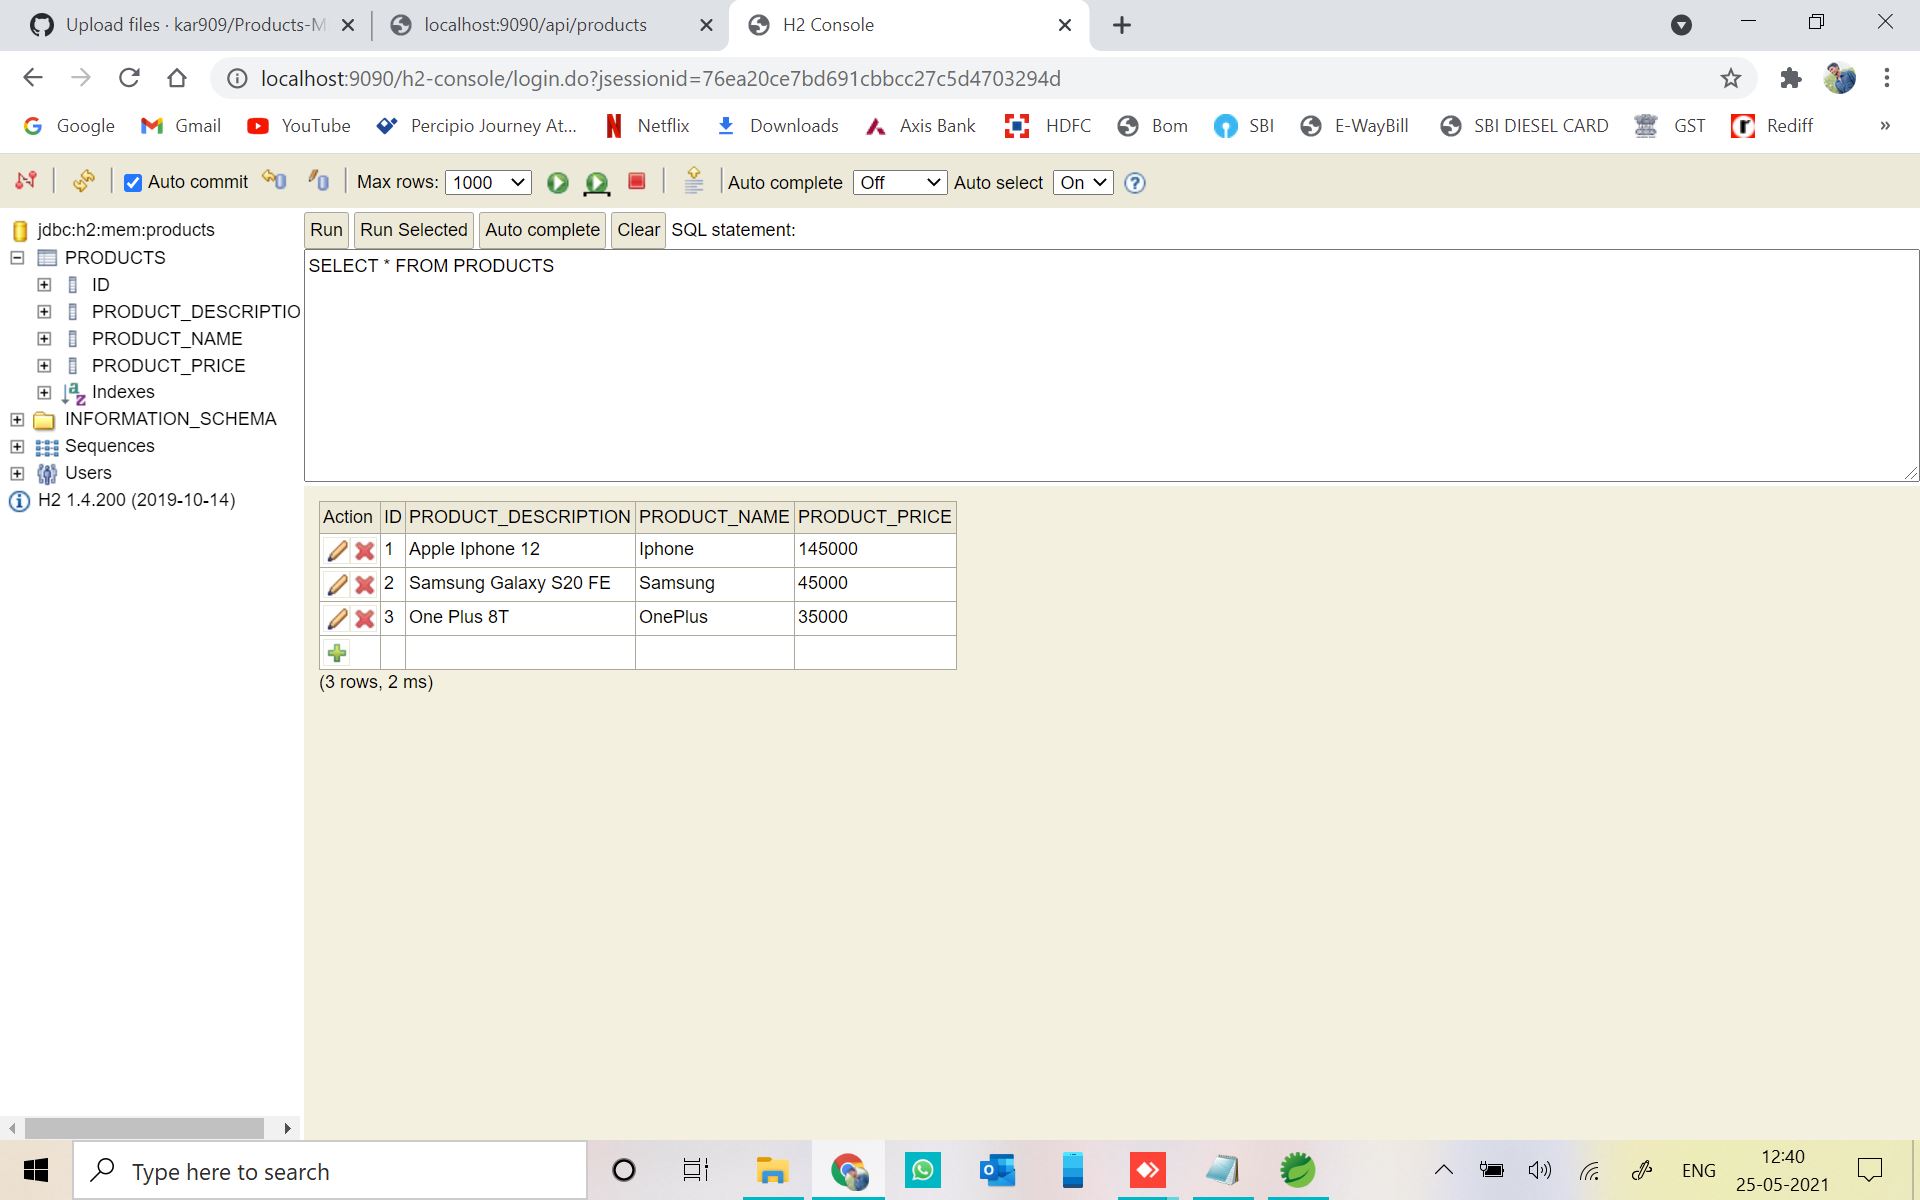 Upload files · kar909/Products-M
localhost:9090/api/products
H2 Console
localhost:9090/h2-console/login.do?jsessionid=76ea20ce7bd691cbbcc27c5d4703294d
Google Gmail YouTube Percipio Journey At... Netflix Downloads Axis Bank HDFC Bom SBI E-WayBill SBI DIESEL CARD GST Rediff »
Auto commit Max rows: 1000 Auto complete Off Auto select On
jdbc:h2:mem:products
PRODUCTS
ID
PRODUCT_DESCRIPTIO
PRODUCT_NAME
PRODUCT_PRICE
Indexes
INFORMATION_SCHEMA
Sequences
Users
H2 1.4.200 (2019-10-14)
Run Run Selected Auto complete Clear SQL statement:
SELECT * FROM PRODUCTS
Action ID PRODUCT_DESCRIPTION PRODUCT_NAME PRODUCT_PRICE
1 Apple Iphone 12 Iphone 145000
2 Samsung Galaxy S20 FE Samsung 45000
3 One Plus 8T OnePlus 35000
(3 rows, 2 ms)
Type here to search
ENG
12:40
25-05-2021